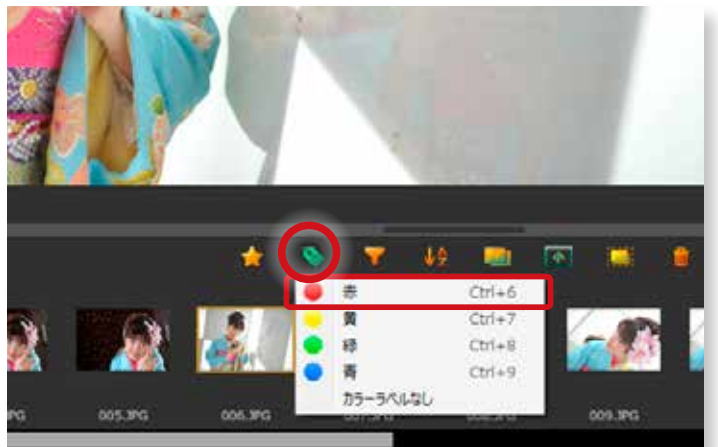 赤 Ctrl+6
黄 Ctrl+7
緑 Ctrl+8
青 Ctrl+9
カラーラベルなし
005.JPG
006.JPG
009.JPG